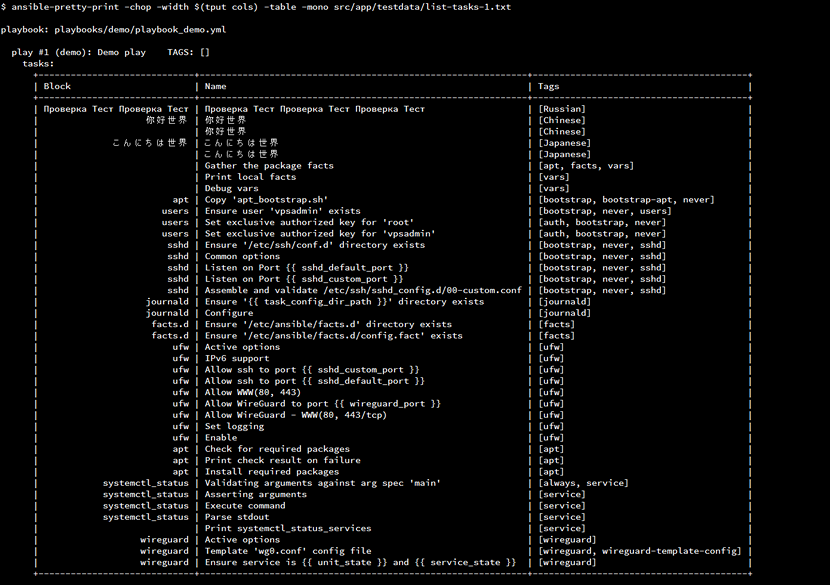 $ ansible-pretty-print -chop -width $(tput cols) -table -mono src/app/testdata/list-tasks-1.txt
playbook: playbooks/demo/playbook_demo.yml
play #1 (demo): Demo play    TAGS: []
tasks:
| Block | Name | Tags |
| Проверка Тест Проверка Тест | Проверка Тест Проверка Тест Проверка Тест | [Russian] |
| 你好世界 | 你好世界 | [Chinese] |
| | 你好世界 | [Chinese] |
| こんにちは世界 | こんにちは世界 | [Japanese] |
| | こんにちは世界 | [Japanese] |
| | Gather the package facts | [apt, facts, vars] |
| | Print local facts | [vars] |
| | Debug vars | [vars] |
| apt | Copy 'apt_bootstrap.sh' | [bootstrap, bootstrap-apt, never] |
| users | Ensure user 'vpsadmin' exists | [bootstrap, never, users] |
| users | Set exclusive authorized key for 'root' | [auth, bootstrap, never] |
| users | Set exclusive authorized key for 'vpsadmin' | [auth, bootstrap, never] |
| sshd | Ensure '/etc/ssh/conf.d' directory exists | [bootstrap, never, sshd] |
| sshd | Common options | [bootstrap, never, sshd] |
| sshd | Listen on Port {{ sshd_default_port }} | [bootstrap, never, sshd] |
| sshd | Listen on Port {{ sshd_custom_port }} | [bootstrap, never, sshd] |
| sshd | Assemble and validate /etc/ssh/sshd_config.d/00-custom.conf | [bootstrap, never, sshd] |
| journald | Ensure '{{ task_config_dir_path }}' directory exists | [journald] |
| journald | Configure | [journald] |
| facts.d | Ensure '/etc/ansible/facts.d' directory exists | [facts] |
| facts.d | Ensure '/etc/ansible/facts.d/config.fact' exists | [facts] |
| ufw | Active options | [ufw] |
| ufw | IPv6 support | [ufw] |
| ufw | Allow ssh to port {{ sshd_custom_port }} | [ufw] |
| ufw | Allow ssh to port {{ sshd_default_port }} | [ufw] |
| ufw | Allow WWW(80, 443) | [ufw] |
| ufw | Allow WireGuard to port {{ wireguard_port }} | [ufw] |
| ufw | Allow WireGuard - WWW(80, 443/tcp) | [ufw] |
| ufw | Set logging | [ufw] |
| ufw | Enable | [ufw] |
| apt | Check for required packages | [apt] |
| apt | Print check result on failure | [apt] |
| apt | Install required packages | [apt] |
| systemctl_status | Validating arguments against arg spec 'main' | [always, service] |
| systemctl_status | Asserting arguments | [service] |
| systemctl_status | Execute command | [service] |
| systemctl_status | Parse stdout | [service] |
| | Print systemctl_status_services | [service] |
| wireguard | Active options | [wireguard] |
| wireguard | Template 'wg0.conf' config file | [wireguard, wireguard-template-config] |
| wireguard | Ensure service is {{ unit_state }} and {{ service_state }} | [wireguard] |